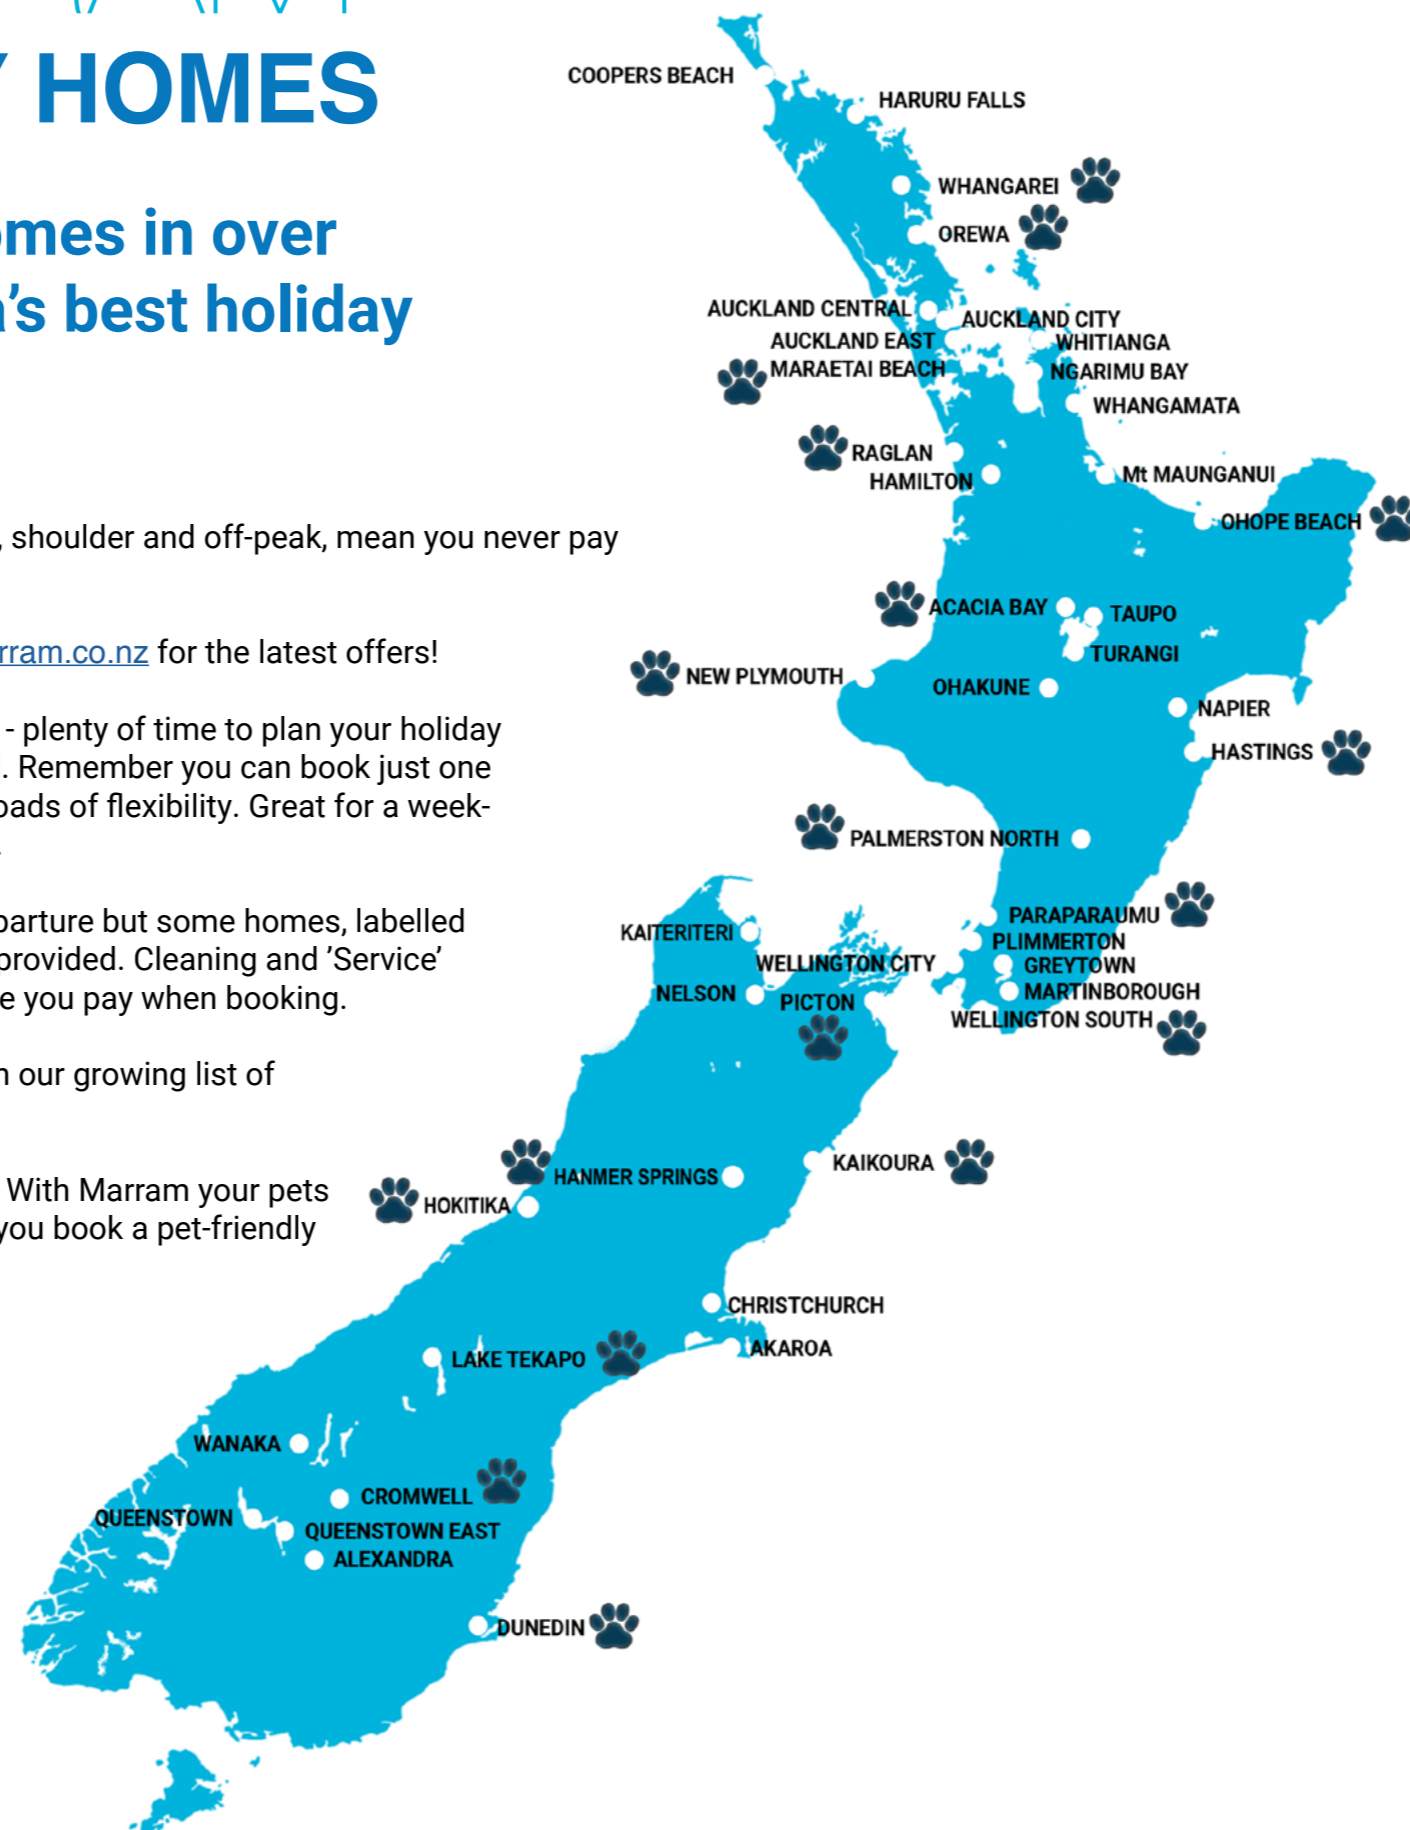 HOMES
omes in over
a's best holiday
, shoulder and off-peak, mean you never pay
rram.co.nz for the latest offers!
- plenty of time to plan your holiday
. Remember you can book just one
oads of flexibility. Great for a week-
parture but some homes, labelled
provided. Cleaning and 'Service'
e you pay when booking.
n our growing list of
With Marram your pets
you book a pet-friendly
COOPERS BEACH
HARURU FALLS
WHANGAREI
OREWA
AUCKLAND CENTRAL
AUCKLAND CITY
AUCKLAND EAST
WHITIANGA
MARAETAI BEACH
NGARIMU BAY
WHANGAMATA
RAGLAN
HAMILTON
Mt MAUNGANUI
OHOPE BEACH
ACACIA BAY
TAUPO
TURANGI
NEW PLYMOUTH
OHAKUNE
NAPIER
HASTINGS
PALMERSTON NORTH
PARAPARAUMU
KAITERITERI
PLIMMERTON
WELLINGTON CITY
GREYTOWN
NELSON
PICTON
MARTINBOROUGH
WELLINGTON SOUTH
KAIKOURA
HANMER SPRINGS
HOKITIKA
CHRISTCHURCH
AKAROA
LAKE TEKAPO
WANAKA
CROMWELL
QUEENSTOWN
QUEENSTOWN EAST
ALEXANDRA
DUNEDIN